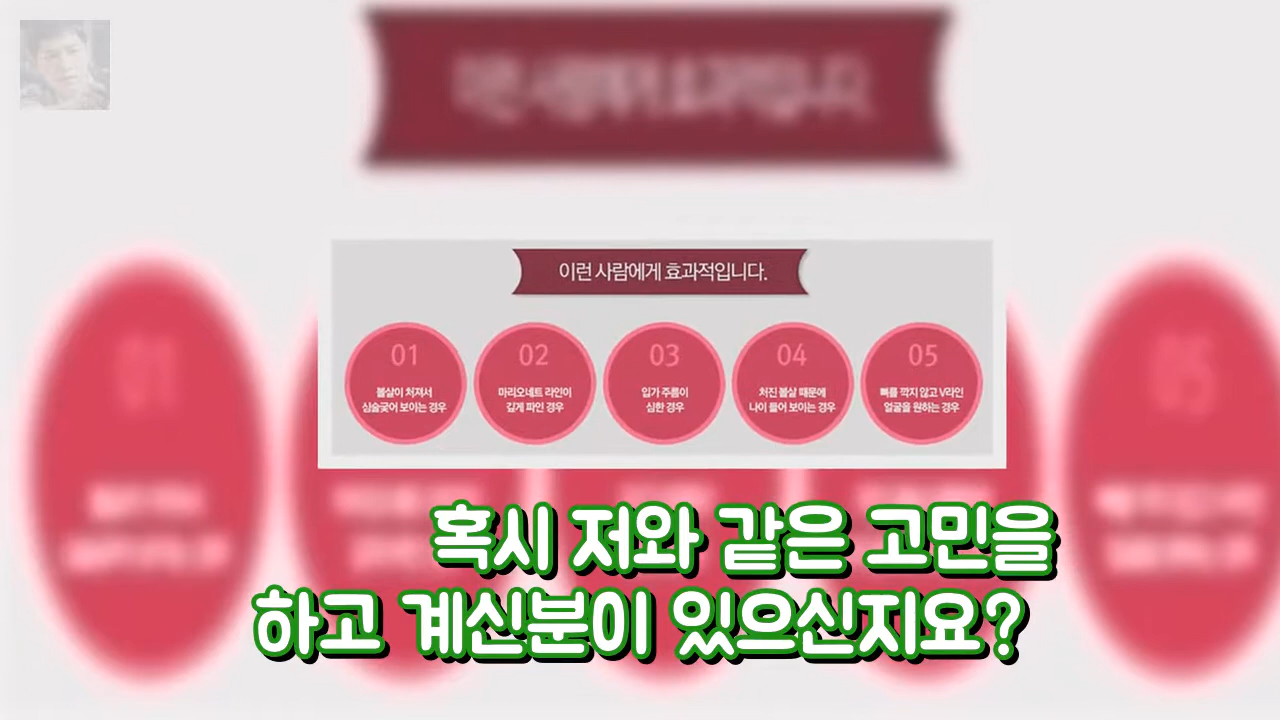 이런 사람에게 효과적입니다.
01
볼살이 처져서
심술궂어 보이는 경우
02
마리오네트 라인이
깊게 파인 경우
03
입가 주름이
심한 경우
04
처진 볼살 때문에
나이 들어 보이는 경우
05
뼈를 깍지 않고 V라인
얼굴을 원하는 경우
혹시 저와 같은 고민을
하고 계신분이 있으신지요?